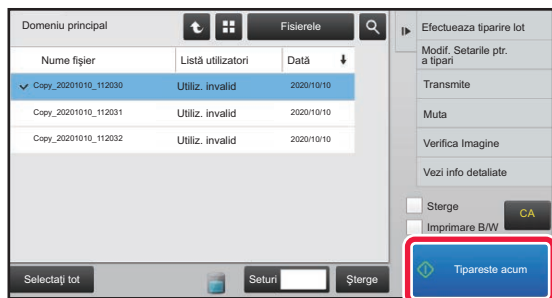 Domeniu principal
Fisierele
Nume fişier
Listă utilizatori
Dată
Copy_20201010_112030
Utiliz. invalid
2020/10/10
Copy_20201010_112031
Utiliz. invalid
2020/10/10
Copy_20201010_112032
Utiliz. invalid
2020/10/10
Selectaţi tot
Seturi
Şterge
Efectueaza tiparire lot
Modif. Setarile ptr.
a tipari
Transmite
Muta
Verifica Imagine
Vezi info detaliate
Sterge
Imprimare B/W
CA
Tipareste acum